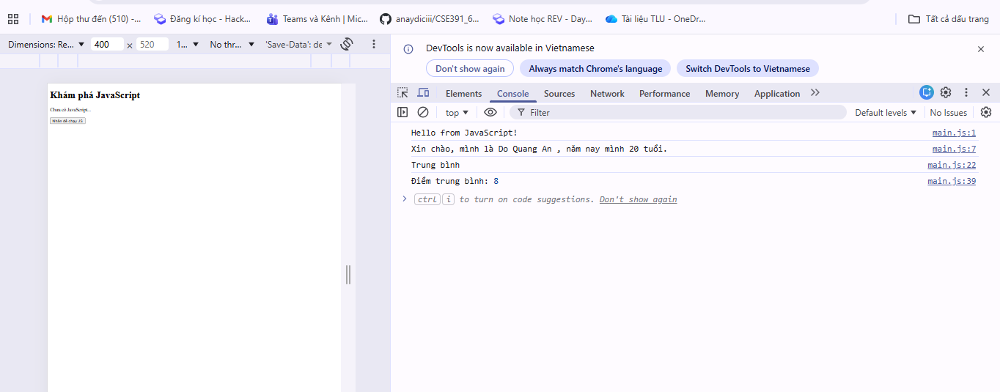 Hộp thư đến (510) -...
Đăng kí học - Hack...
Teams và Kênh | Mic...
anaydiciii/CSE391_6...
Note học REV - Day...
Tài liệu TLU - OneDr...
Tất cả dấu trang
Dimensions: Re... ▼ 400 × 520 1... ▼ No thr... ▼ 'Save-Data': de ▼
DevTools is now available in Vietnamese
Don't show again
Always match Chrome's language
Switch DevTools to Vietnamese
Elements Console Sources Network Performance Memory Application
top ▼ Filter Default levels ▼ No Issues
Khám phá JavaScript
Chưa có JavaScript...
Nhấn để chạy JS
Hello from JavaScript! main.js:1
Xin chào, mình là Do Quang An , năm nay mình 20 tuổi. main.js:7
Trung bình main.js:22
Điểm trung bình: 8 main.js:39
ctrl i to turn on code suggestions. Don't show again